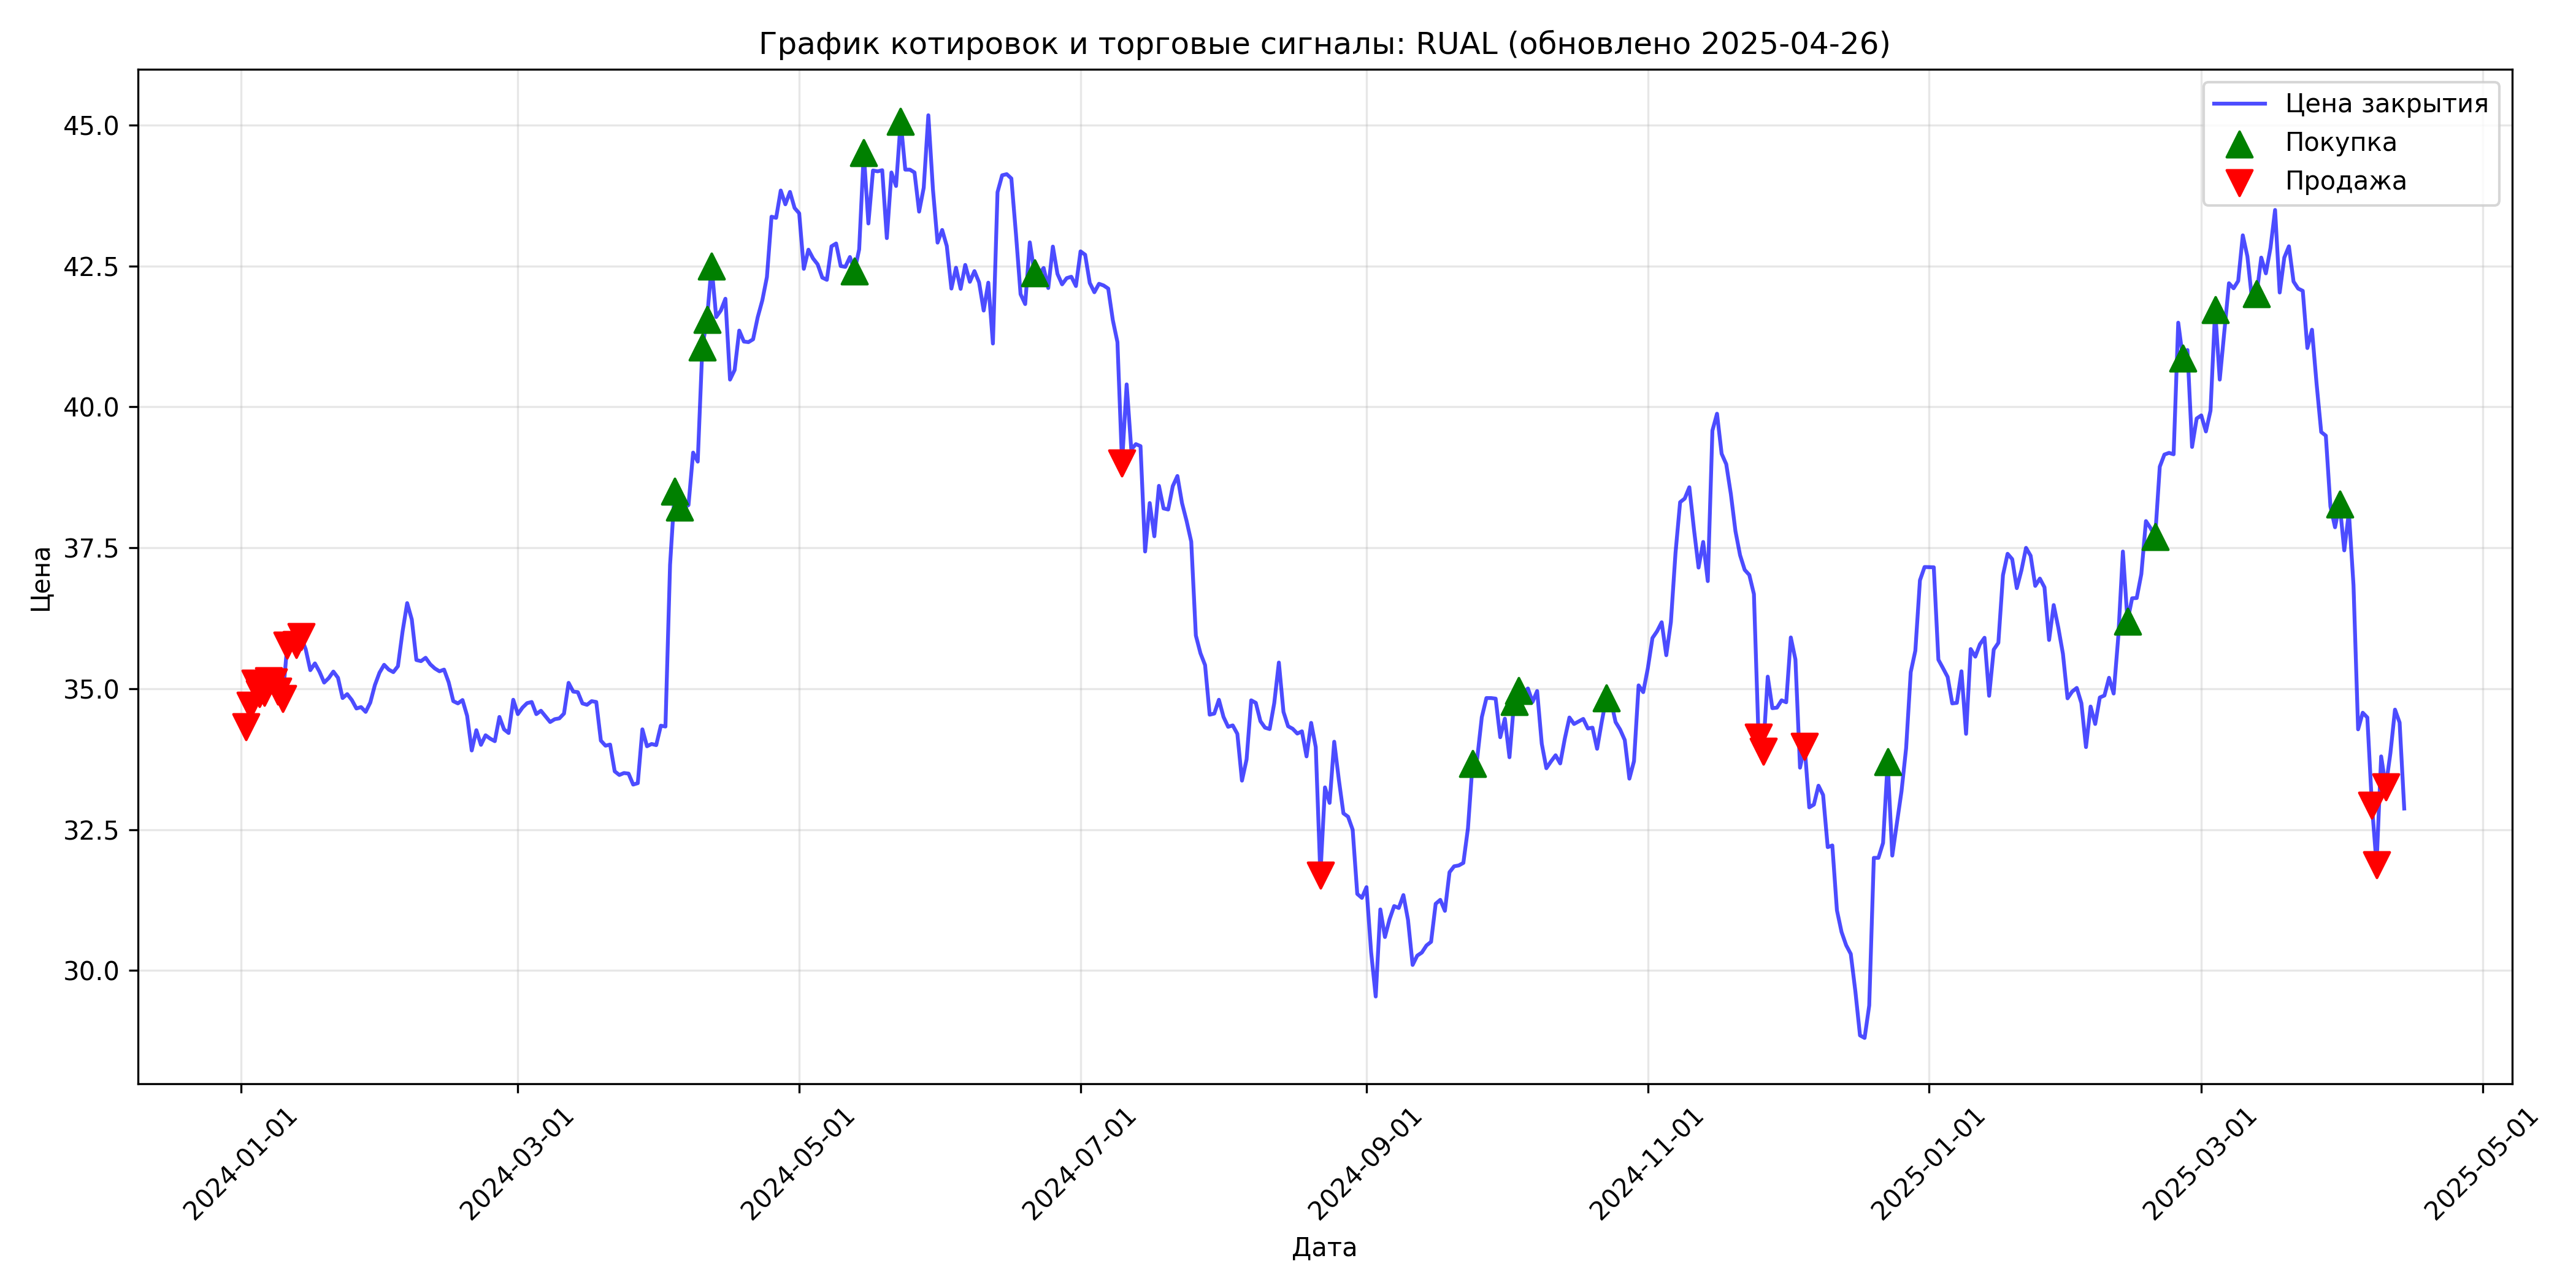 График котировок и торговые сигналы: RUAL (обновлено 2025-04-26)
Цена закрытия
Покупка
Продажа
Цена
45.0
42.5
40.0
37.5
35.0
32.5
30.0
2024-01-01
2024-03-01
2024-05-01
2024-07-01
2024-09-01
2024-11-01
2025-01-01
2025-03-01
2025-05-01
Дата